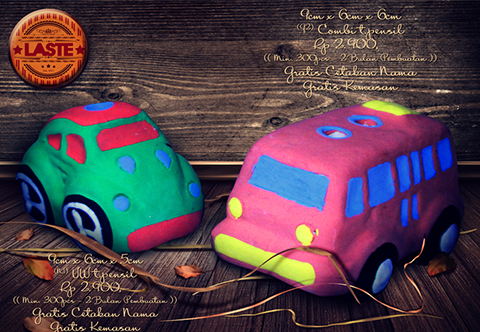 LASTE
9cm x 6cm x 6cm
Combi t.pensil
Rp 2.900,
(( Min. 300pcs - 2 Bulan Pembuatan ))
Gratis Cetakan Nama
Gratis Kemasan
9cm x 6cm x 5cm
VW t.pensil
Rp 2.900,
(( Min. 300pcs - 2 Bulan Pembuatan ))
Gratis Cetakan Nama
Gratis Kemasan